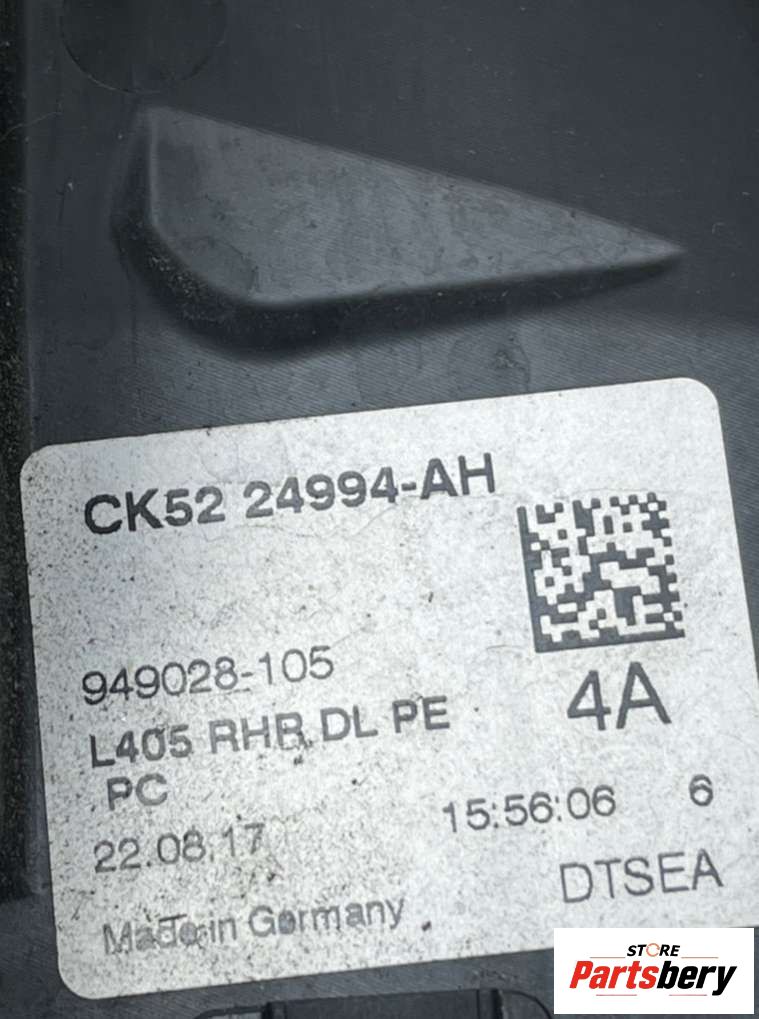 CK52 24994-AH
949028-105
4A
L405 RHR DL PE
PC
22.08.17 15:56:06 6
Made in Germany DTSEA
STORE
Partsbery